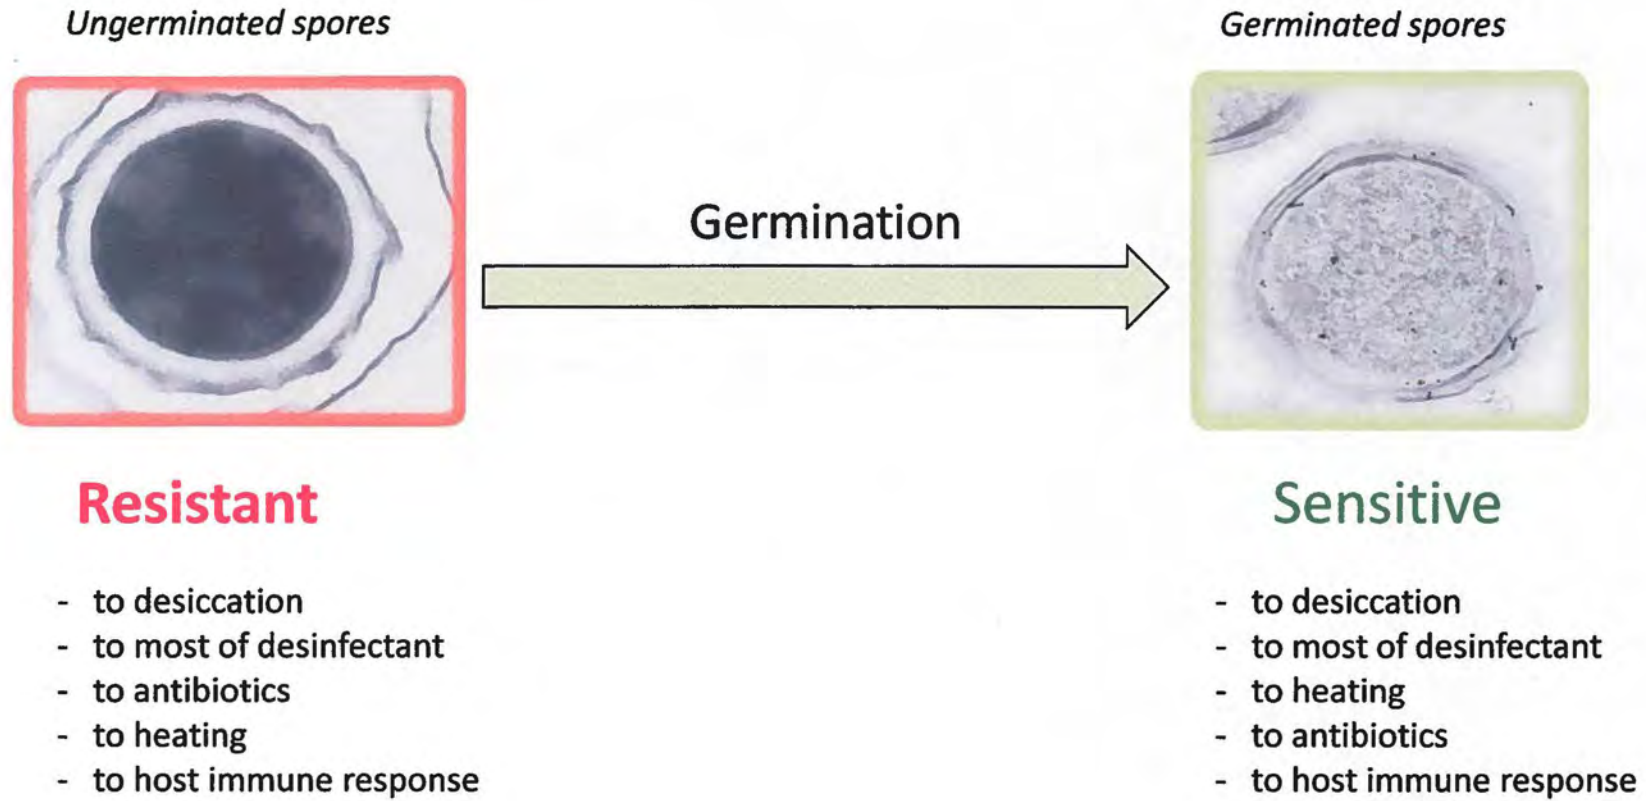 Ungerminated spores
Germinated spores
Germination
Resistant
- to desiccation
- to most of desinfectant
- to antibiotics
- to heating
- to host immune response
Sensitive
- to desiccation
- to most of desinfectant
- to heating
- to antibiotics
- to host immune response